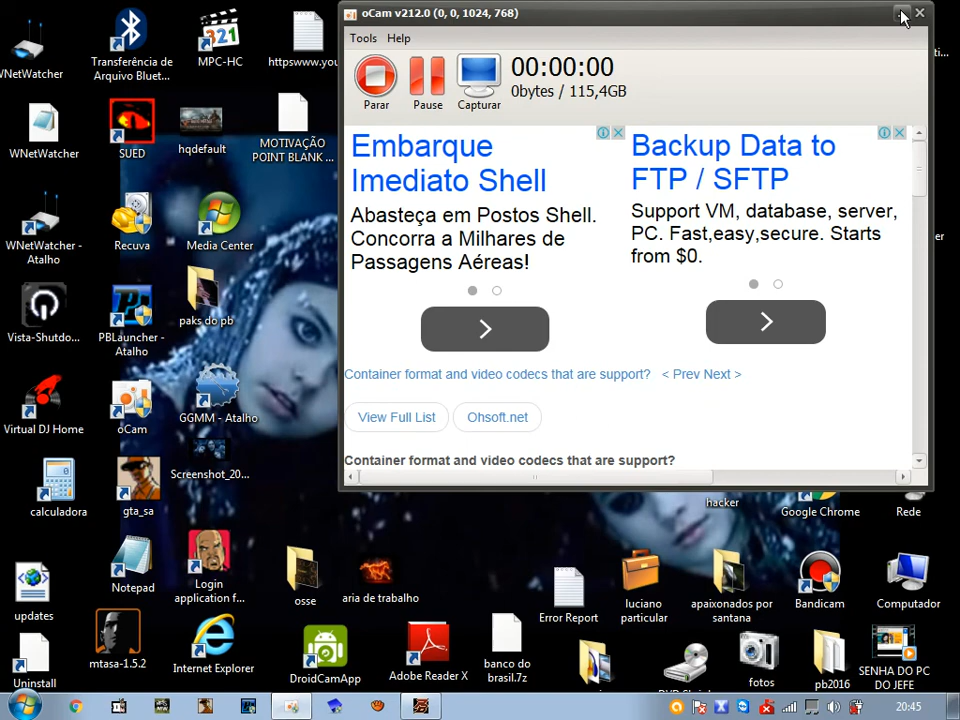 oCam v212.0 (0, 0, 1024, 768)
Tools Help
Parar
Pause
Capturar
00:00:00
0bytes / 115,4GB
Embarque
Imediato Shell
Abasteça em Postos Shell.
Concorra a Milhares de
Passagens Aéreas!
Backup Data to
FTP / SFTP
Support VM, database, server,
PC. Fast,easy,secure. Starts
from $0.
Container format and video codecs that are support? < Prev Next >
View Full List
Ohsoft.net
Container format and video codecs that are support?
WNetWatcher
Transferência de
Arquivo Bluet...
MPC-HC
httpswww.you
WNetWatcher
SUED
hqdefault
MOTIVAÇÃO
POINT BLANK ...
WNetWatcher -
Atalho
Recuva
Media Center
Vista-Shutdo...
PBLauncher -
Atalho
paks do pb
Virtual DJ Home
oCam
GGMM - Atalho
Screenshot_20...
calculadora
gta_sa
hacker
Google Chrome
Rede
updates
Notepad
Login
application f...
osse
aria de trabalho
Error Report
luciano
particular
apaixonados por
santana
Bandicam
Computador
Uninstall
mtasa-1.5.2
Internet Explorer
DroidCamApp
Adobe Reader X
banco do
brasil.7z
fotos
pb2016
SENHA DO PC
DO JEFE
20:45